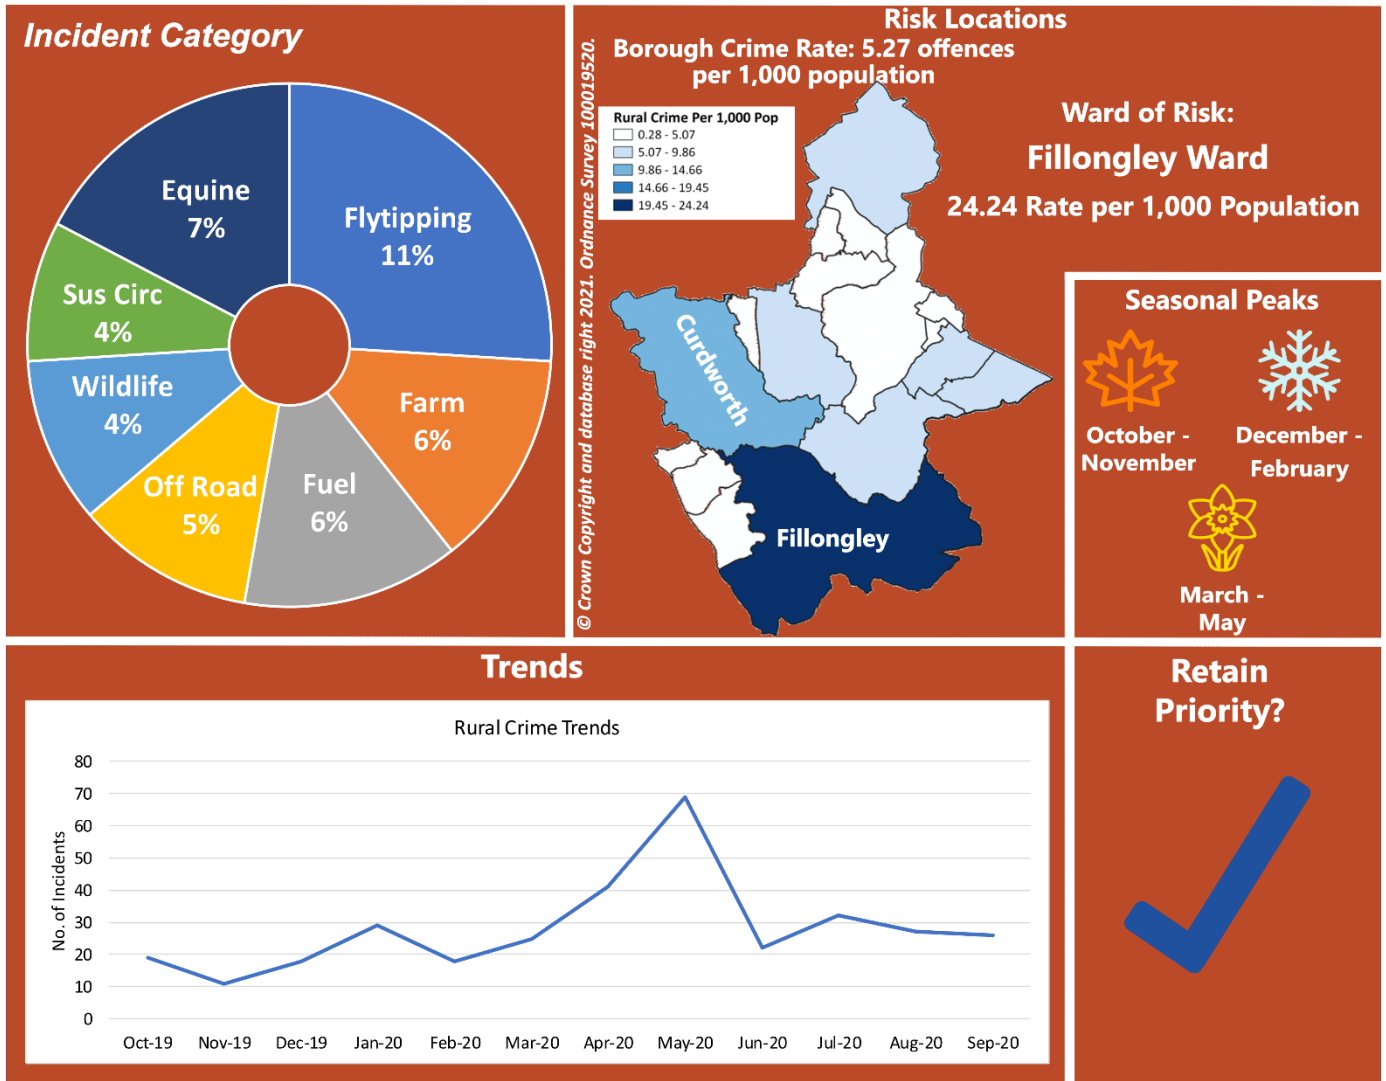 Incident Category
Equine
7%
Flytipping
11%
Sus Circ
4%
Farm
6%
Wildlife
4%
Off Road
5%
Fuel
6%
© Crown Copyright and database right 2021. Ordnance Survey 100019520.
Risk Locations
Borough Crime Rate: 5.27 offences
per 1,000 population
Rural Crime Per 1,000 Pop
0.28 - 5.07
5.07 - 9.86
9.86 - 14.66
14.66 - 19.45
19.45 - 24.24
Ward of Risk:
Fillongley Ward
24.24 Rate per 1,000 Population
Curdworth
Fillongley
Seasonal Peaks
October -
November
December -
February
March -
May
Trends
Rural Crime Trends
No. of Incidents
80
70
60
50
40
30
20
10
0
Oct-19 Nov-19 Dec-19 Jan-20 Feb-20 Mar-20 Apr-20 May-20 Jun-20 Jul-20 Aug-20 Sep-20
Retain
Priority?